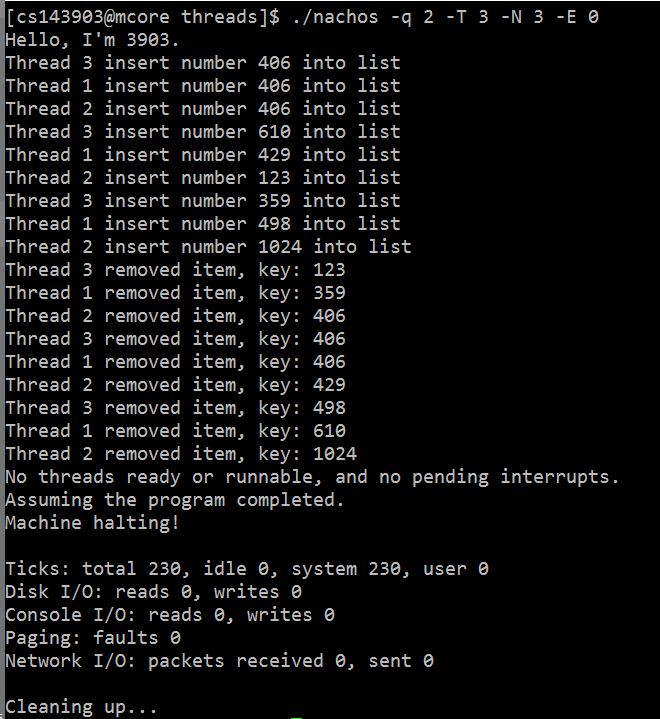 [cs143903@mcore threads]$ ./nachos -q 2 -T 3 -N 3 -E 0
Hello, I'm 3903.
Thread 3 insert number 406 into list
Thread 1 insert number 406 into list
Thread 2 insert number 406 into list
Thread 3 insert number 610 into list
Thread 1 insert number 429 into list
Thread 2 insert number 123 into list
Thread 3 insert number 359 into list
Thread 1 insert number 498 into list
Thread 2 insert number 1024 into list
Thread 3 removed item, key: 123
Thread 1 removed item, key: 359
Thread 2 removed item, key: 406
Thread 3 removed item, key: 406
Thread 1 removed item, key: 406
Thread 2 removed item, key: 429
Thread 3 removed item, key: 498
Thread 1 removed item, key: 610
Thread 2 removed item, key: 1024
No threads ready or runnable, and no pending interrupts.
Assuming the program completed.
Machine halting!
Ticks: total 230, idle 0, system 230, user 0
Disk I/O: reads 0, writes 0
Console I/O: reads 0, writes 0
Paging: faults 0
Network I/O: packets received 0, sent 0
Cleaning up...